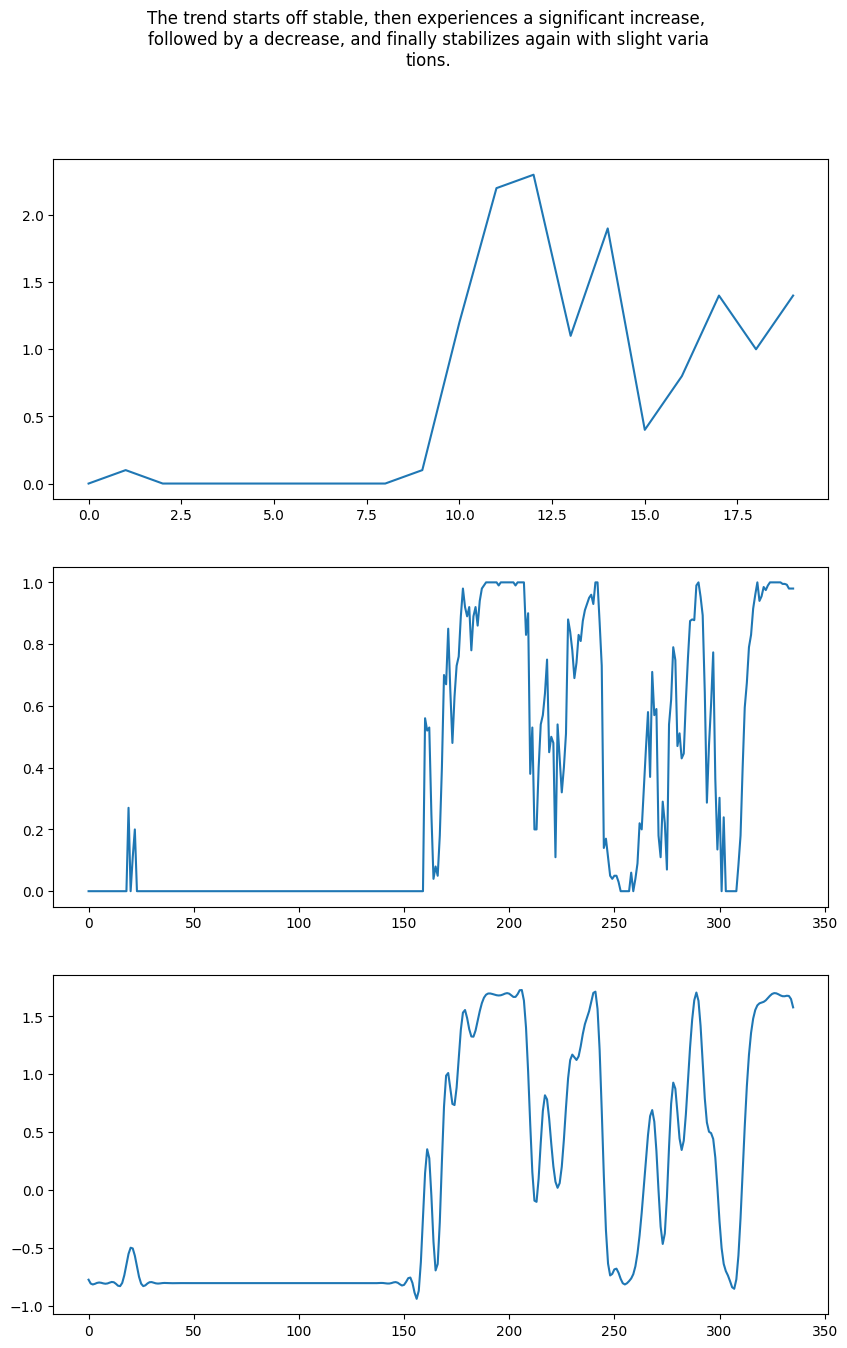 The trend starts off stable, then experiences a significant increase,
followed by a decrease, and finally stabilizes again with slight varia
tions.
2.0
1.5
1.0
0.5
0.0
0.0 2.5 5.0 7.5 10.0 12.5 15.0 17.5
1.0
0.8
0.6
0.4
0.2
0.0
0 50 100 150 200 250 300 350
1.5
1.0
0.5
0.0
−0.5
−1.0
0 50 100 150 200 250 300 350